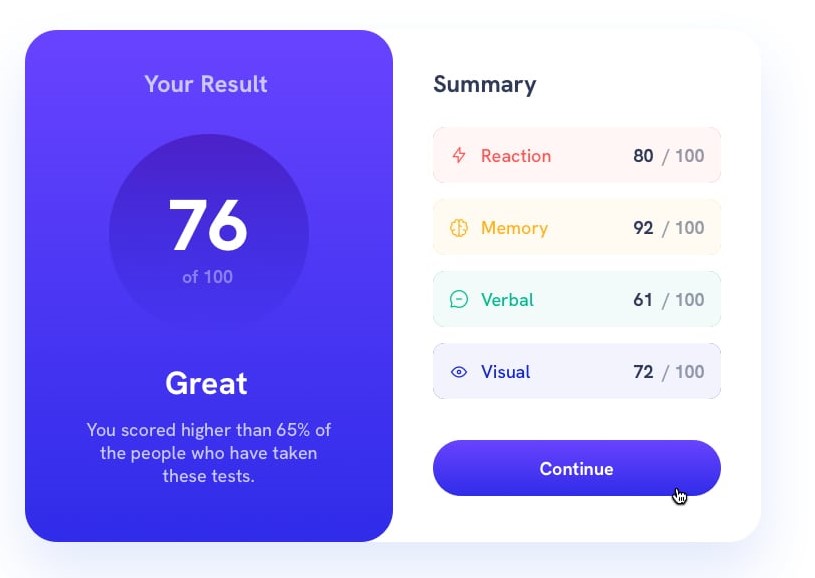 Your Result
76
of 100
Great
You scored higher than 65% of
the people who have taken
these tests.
Summary
Reaction 80 / 100
Memory 92 / 100
Verbal 61 / 100
Visual 72 / 100
Continue